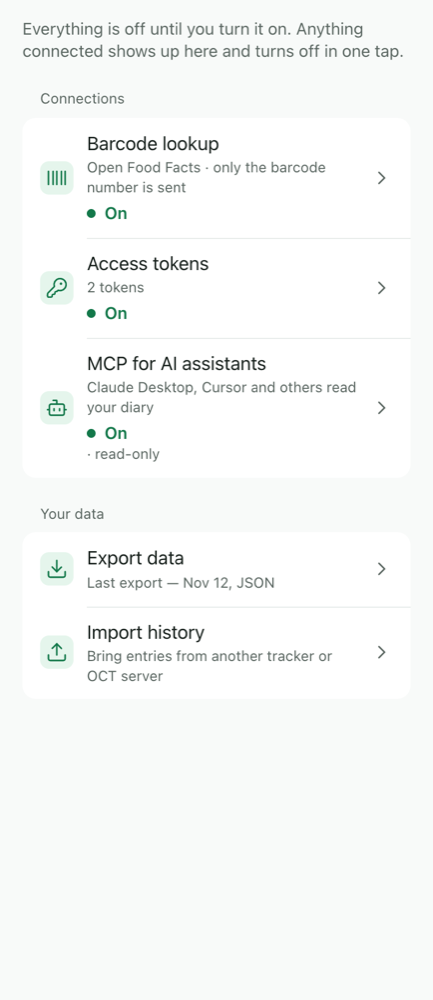 Everything is off until you turn it on. Anything
connected shows up here and turns off in one tap.
Connections
Barcode lookup
Open Food Facts · only the barcode
number is sent
On
Access tokens
2 tokens
On
MCP for AI assistants
Claude Desktop, Cursor and others read
your diary
On
· read-only
Your data
Export data
Last export — Nov 12, JSON
Import history
Bring entries from another tracker or
OCT server